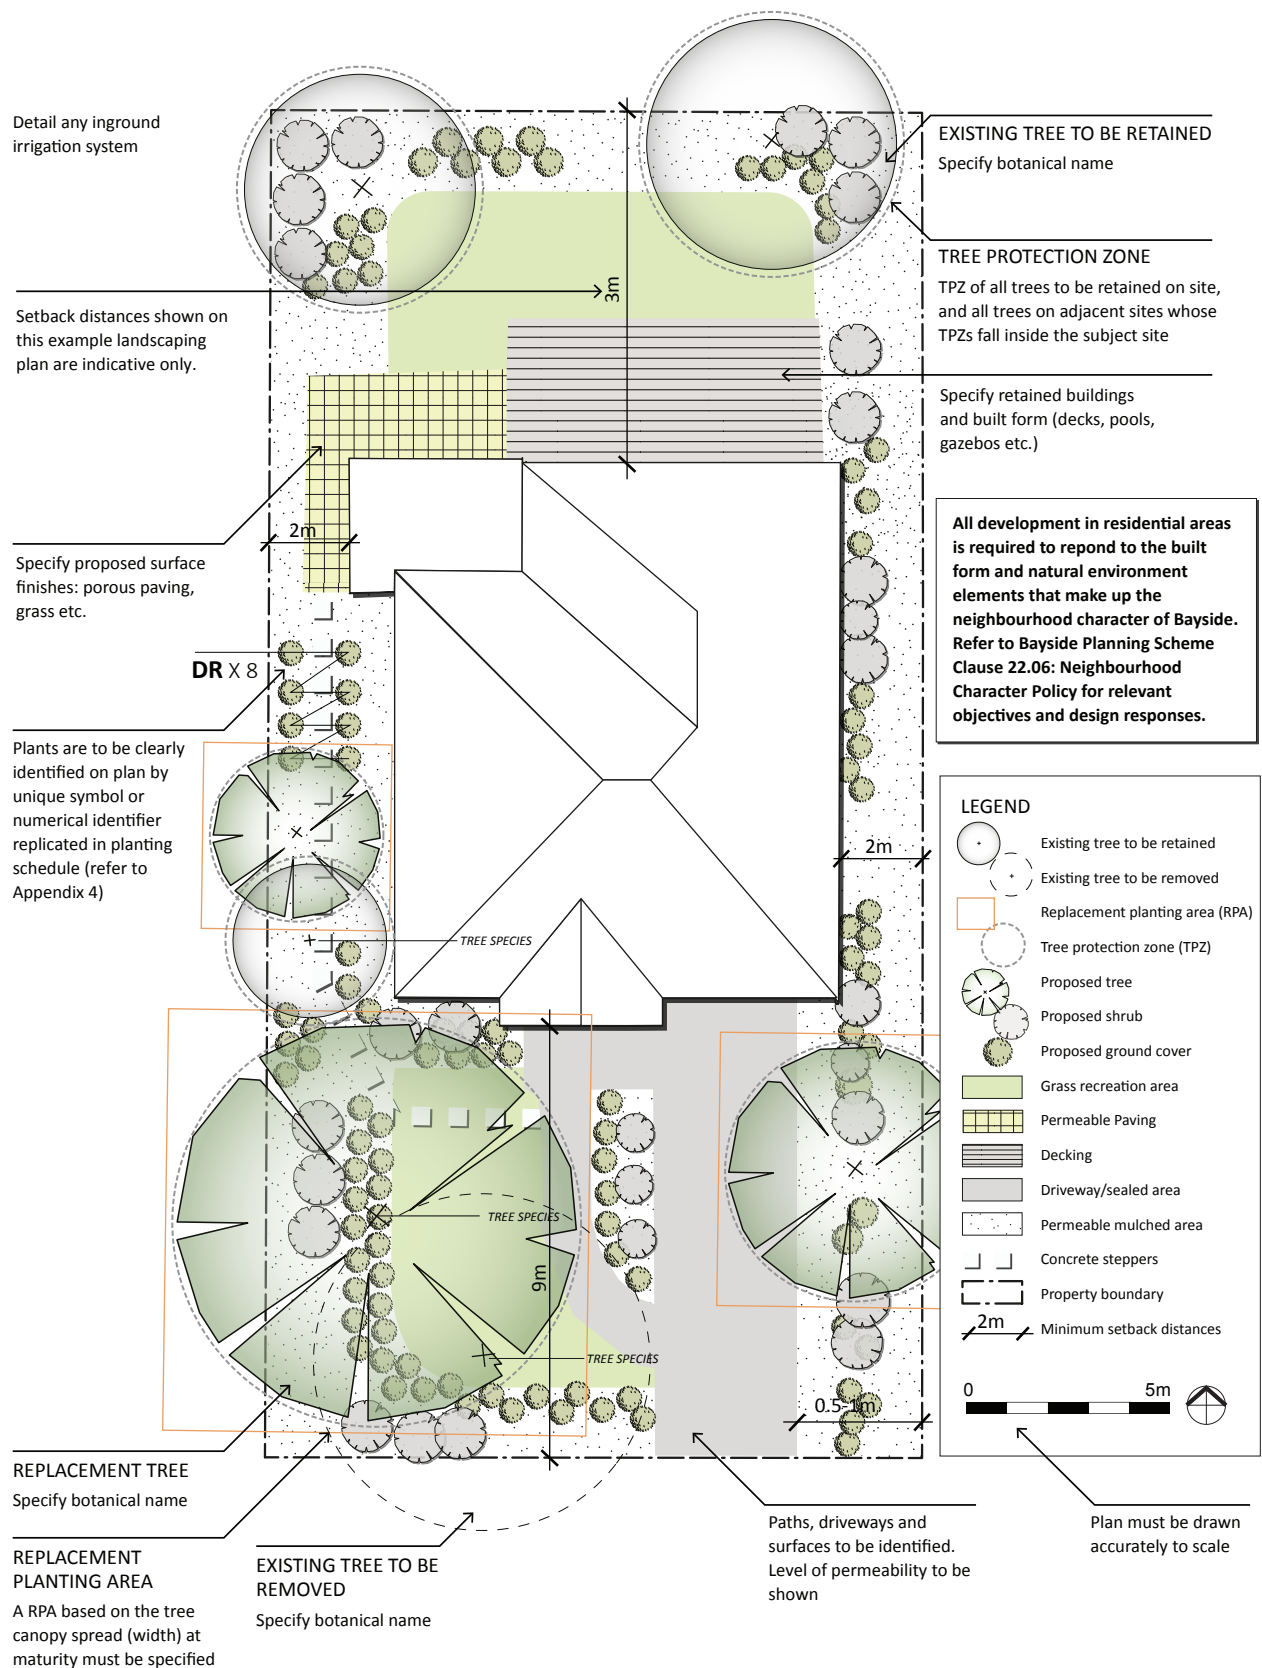 Detail any inground
irrigation system
EXISTING TREE TO BE RETAINED
Specify botanical name
TREE PROTECTION ZONE
TPZ of all trees to be retained on site,
and all trees on adjacent sites whose
TPZs fall inside the subject site
3m
Setback distances shown on
this example landscaping
plan are indicative only.
Specify retained buildings
and built form (decks, pools,
gazebos etc.)
2m
Specify proposed surface
finishes: porous paving,
grass etc.
All development in residential areas
is required to repond to the built
form and natural environment
elements that make up the
neighbourhood character of Bayside.
Refer to Bayside Planning Scheme
Clause 22.06: Neighbourhood
Character Policy for relevant
objectives and design responses.
DR X 8
Plants are to be clearly
identified on plan by
unique symbol or
numerical identifier
replicated in planting
schedule (refer to
Appendix 4)
2m
TREE SPECIES
TREE SPECIES
9m
TREE SPECIES
0.5-1m
LEGEND
Existing tree to be retained
Existing tree to be removed
Replacement planting area (RPA)
Tree protection zone (TPZ)
Proposed tree
Proposed shrub
Proposed ground cover
Grass recreation area
Permeable Paving
Decking
Driveway/sealed area
Permeable mulched area
Concrete steppers
Property boundary
2m Minimum setback distances
0 5m
REPLACEMENT TREE
Specify botanical name
REPLACEMENT
PLANTING AREA
A RPA based on the tree
canopy spread (width) at
maturity must be specified
EXISTING TREE TO BE
REMOVED
Specify botanical name
Paths, driveways and
surfaces to be identified.
Level of permeability to be
shown
Plan must be drawn
accurately to scale